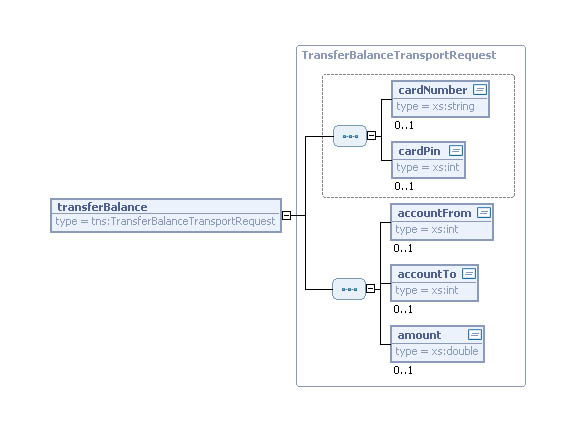 TransferBalanceTransportRequest
cardNumber
type = xs:string
0..1
cardPin
type = xs:int
0..1
transferBalance
type = tns:TransferBalanceTransportRequest
accountFrom
type = xs:int
0..1
accountTo
type = xs:int
0..1
amount
type = xs:double
0..1